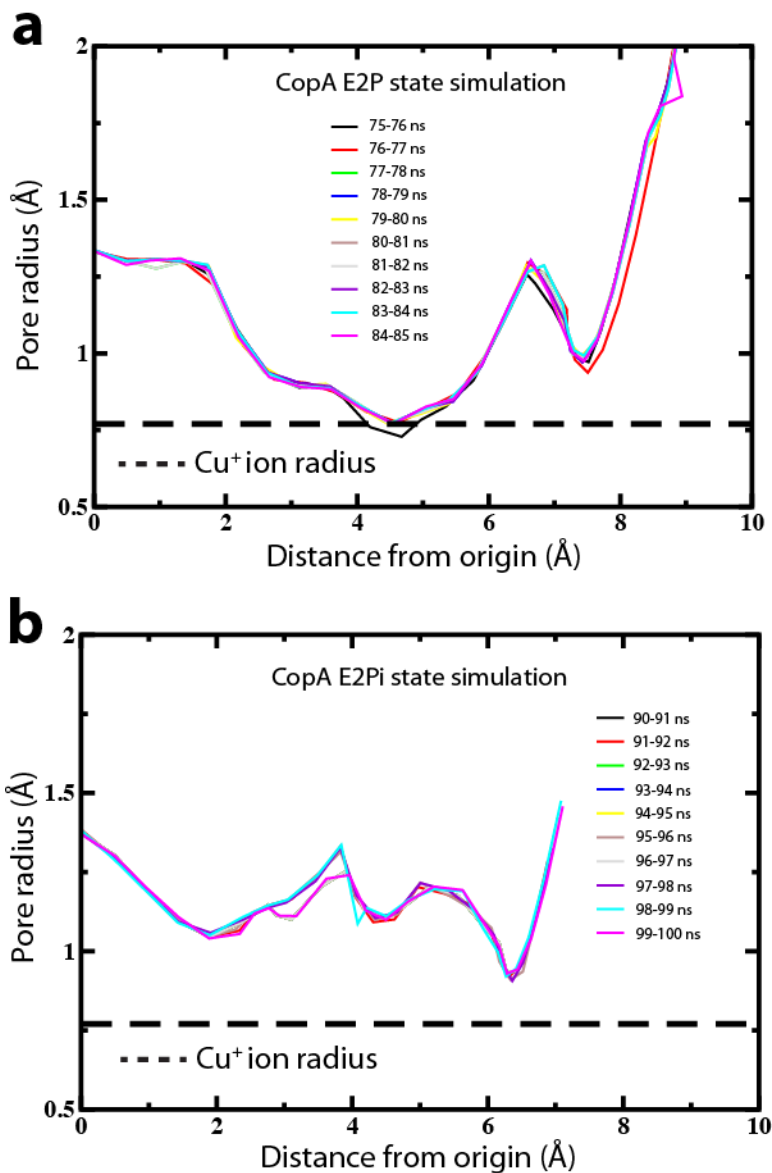 a
2
1.5
1
0.5
Pore radius (Å)
CopA E2P state simulation
75-76 ns
76-77 ns
77-78 ns
78-79 ns
79-80 ns
80-81 ns
81-82 ns
82-83 ns
83-84 ns
84-85 ns
Cu⁺ ion radius
0 2 4 6 8 10
Distance from origin (Å)
b
2
1.5
1
0.5
Pore radius (Å)
CopA E2Pi state simulation
90-91 ns
91-92 ns
92-93 ns
93-94 ns
94-95 ns
95-96 ns
96-97 ns
97-98 ns
98-99 ns
99-100 ns
Cu⁺ ion radius
0 2 4 6 8 10
Distance from origin (Å)